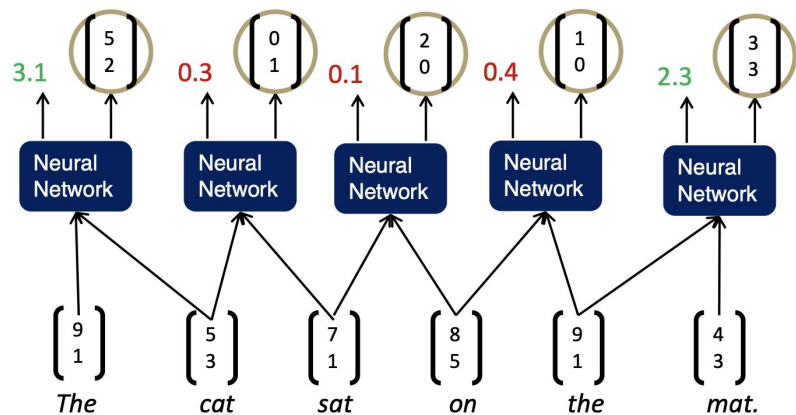 3.1 5 0.3 0 0.1 2 0.4 1 2.3 3
2 1 0 0 3
Neural Neural Neural Neural Neural
Network Network Network Network Network
9 5 7 8 9 4
1 3 1 5 1 3
The cat sat on the mat.